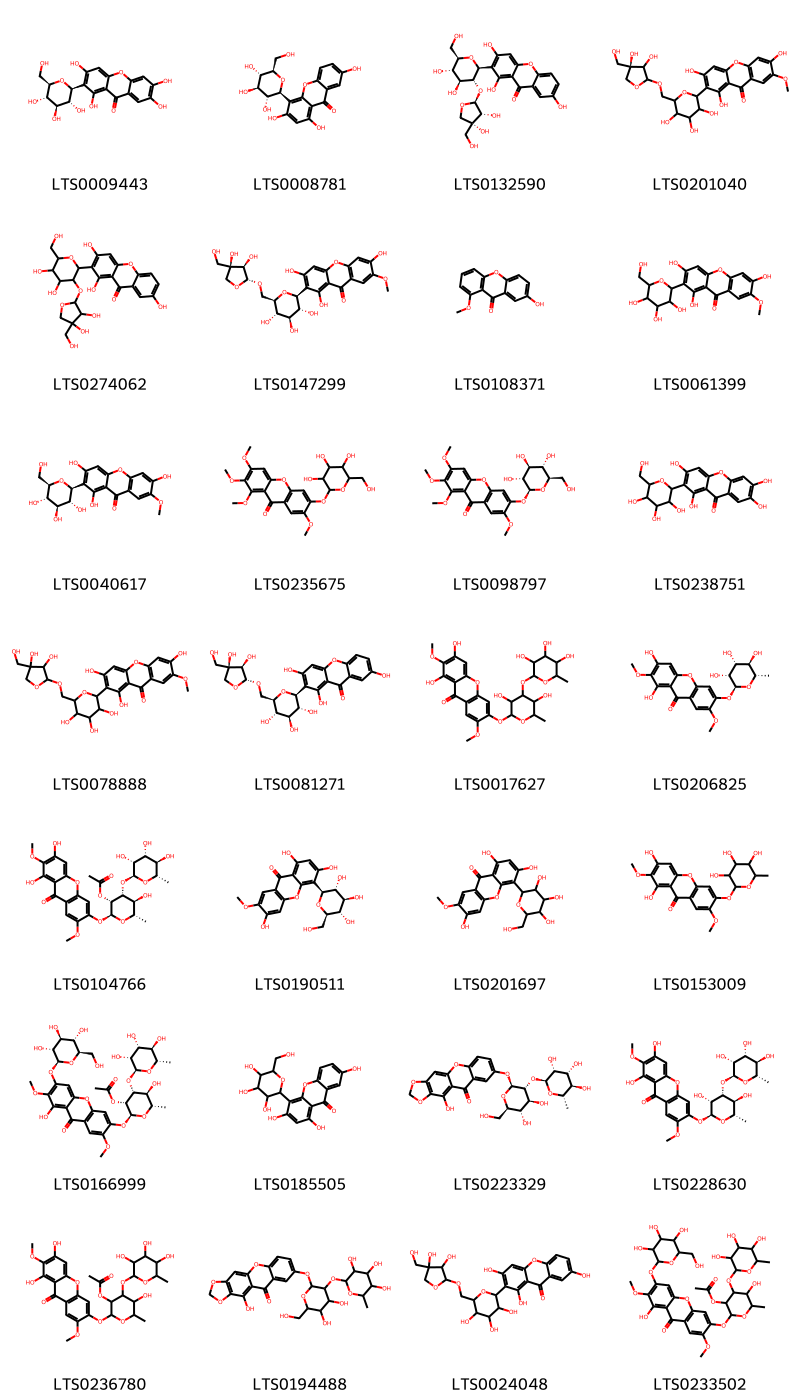 LTS0009443 LTS0008781 LTS0132590 LTS0201040
LTS0274062 LTS0147299 LTS0108371 LTS0061399
LTS0040617 LTS0235675 LTS0098797 LTS0238751
LTS0078888 LTS0081271 LTS0017627 LTS0206825
LTS0104766 LTS0190511 LTS0201697 LTS0153009
LTS0166999 LTS0185505 LTS0223329 LTS0228630
LTS0236780 LTS0194488 LTS0024048 LTS0233502